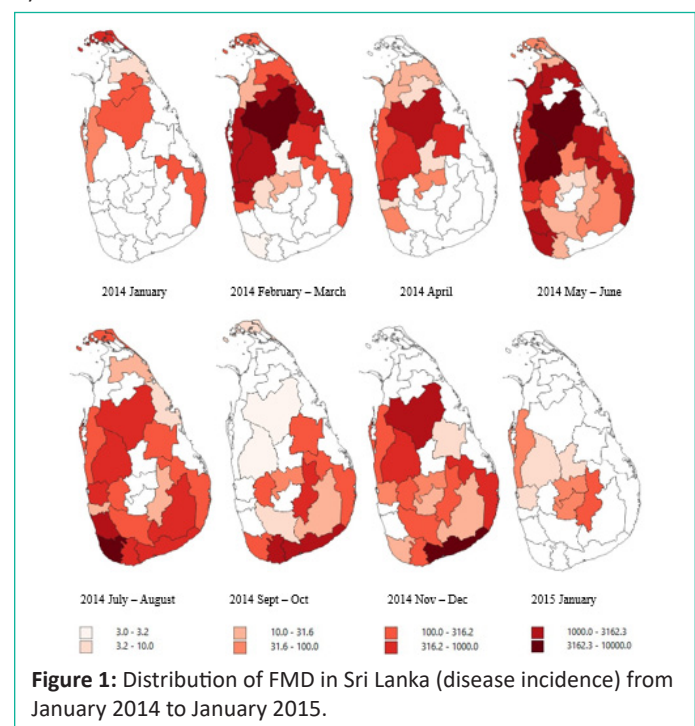 2014 January
2014 February – March
2014 April
2014 May – June
2014 July – August
2014 Sept – Oct
2014 Nov – Dec
2015 January
3.0 - 3.2
10.0 - 31.6
100.0 - 316.2
1000.0 - 3162.3
3.2 - 10.0
31.6 - 100.0
316.2 - 1000.0
3162.3 - 10000.0
Figure 1: Distribution of FMD in Sri Lanka (disease incidence) from
January 2014 to January 2015.